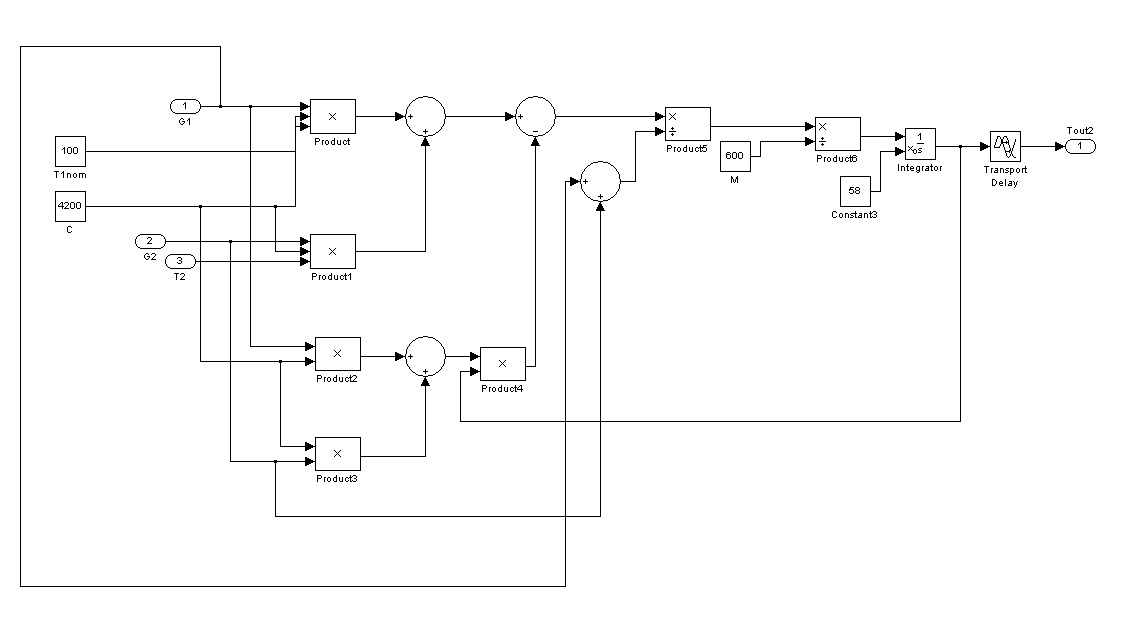 1
G1
100
T1nom
4200
C
2
G2
3
T2
×
Product
×
Product1
×
Product2
×
Product3
+
+
+
+
×
Product4
+
−
+
+
×
÷
Product5
600
M
×
÷
Product6
58
Constant3
1
s
xo
Integrator
Transport
Delay
Tout2
1